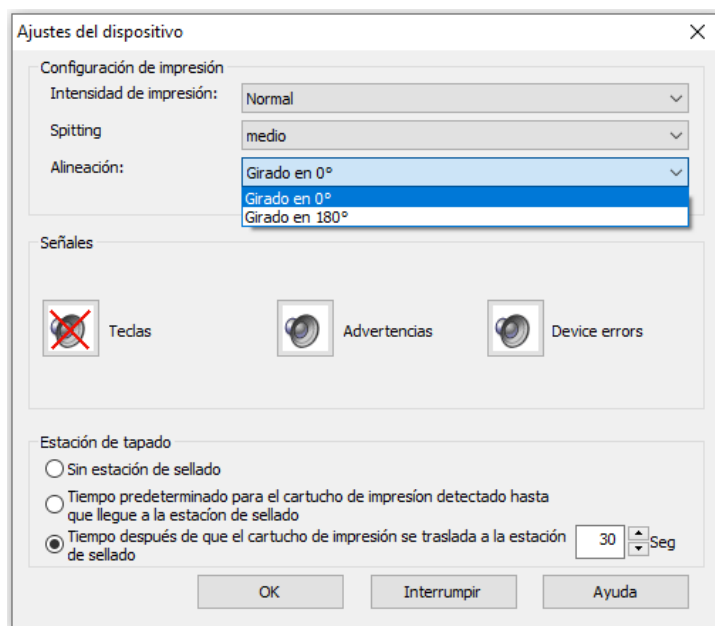 Ajustes del dispositivo
Configuración de impresión
Intensidad de impresión: Normal
Spitting medio
Alineación: Girado en 0°
Girado en 0°
Girado en 180°
Señales
Teclas Advertencias Device errors
Estación de tapado
Sin estación de sellado
Tiempo predeterminado para el cartucho de impresíon detectado hasta
que llegue a la estacíon de sellado
Tiempo después de que el cartucho de impresión se traslada a la estación
de sellado 30 Seg
OK Interrumpir Ayuda